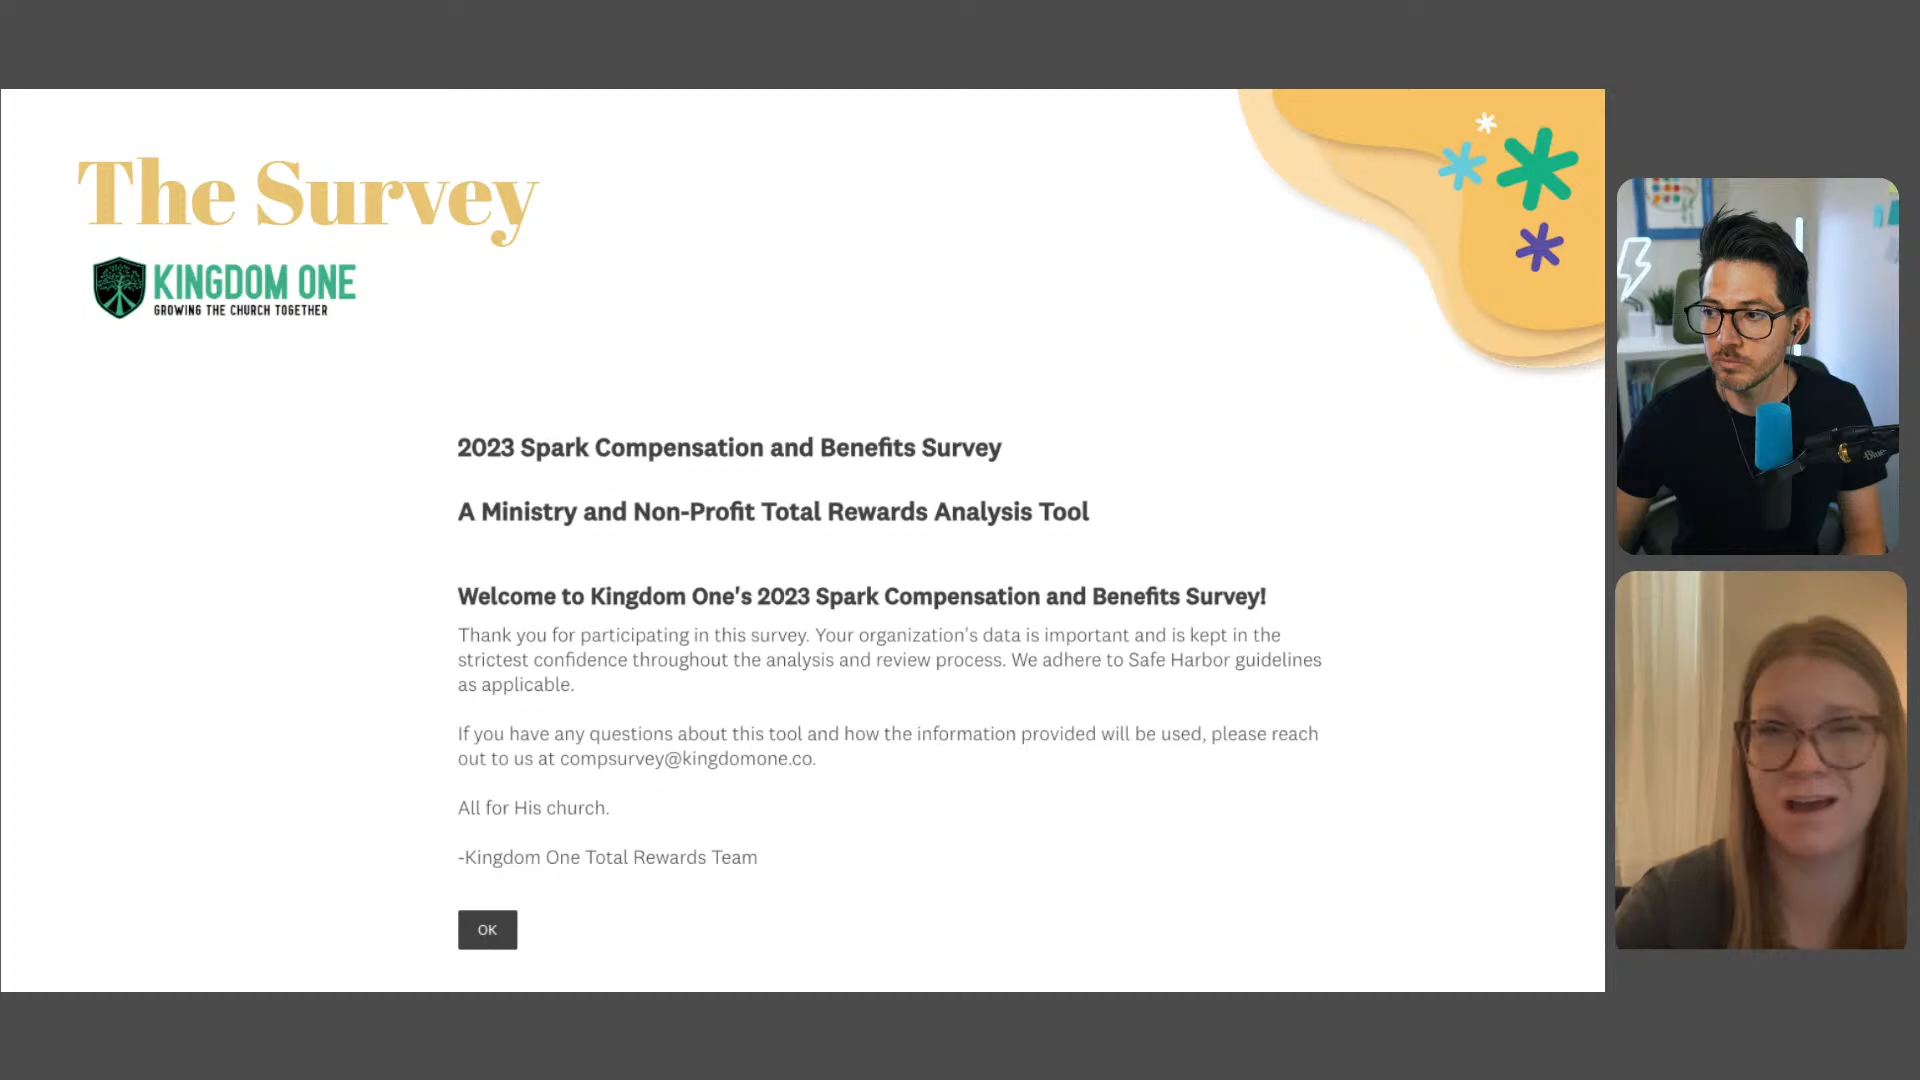 The Survey
KINGDOM ONE
GROWING THE CHURCH TOGETHER
2023 Spark Compensation and Benefits Survey
A Ministry and Non-Profit Total Rewards Analysis Tool
Welcome to Kingdom One's 2023 Spark Compensation and Benefits Survey!
Thank you for participating in this survey. Your organization's data is important and is kept in the
strictest confidence throughout the analysis and review process. We adhere to Safe Harbor guidelines
as applicable.
If you have any questions about this tool and how the information provided will be used, please reach
out to us at compsurvey@kingdomone.co.
All for His church.
-Kingdom One Total Rewards Team
OK
Blue